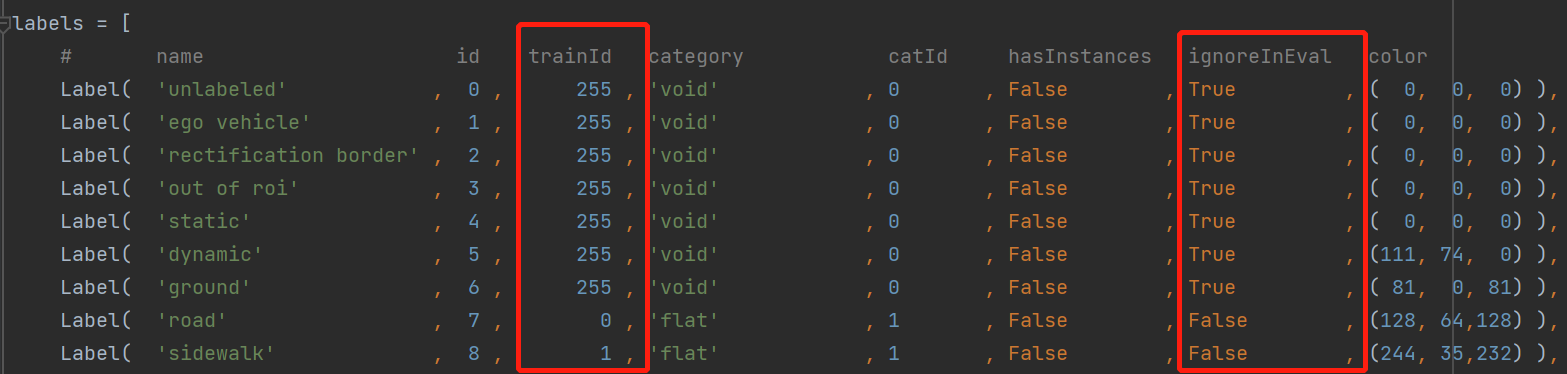 labels = [
# name id trainId category catId hasInstances ignoreInEval color
Label( 'unlabeled' , 0 , 255 , 'void' , 0 , False , True , ( 0, 0, 0) ),
Label( 'ego vehicle' , 1 , 255 , 'void' , 0 , False , True , ( 0, 0, 0) ),
Label( 'rectification border' , 2 , 255 , 'void' , 0 , False , True , ( 0, 0, 0) ),
Label( 'out of roi' , 3 , 255 , 'void' , 0 , False , True , ( 0, 0, 0) ),
Label( 'static' , 4 , 255 , 'void' , 0 , False , True , ( 0, 0, 0) ),
Label( 'dynamic' , 5 , 255 , 'void' , 0 , False , True , (111, 74, 0) ),
Label( 'ground' , 6 , 255 , 'void' , 0 , False , True , ( 81, 0, 81) ),
Label( 'road' , 7 , 0 , 'flat' , 1 , False , False , (128, 64,128) ),
Label( 'sidewalk' , 8 , 1 , 'flat' , 1 , False , False , (244, 35,232) ),